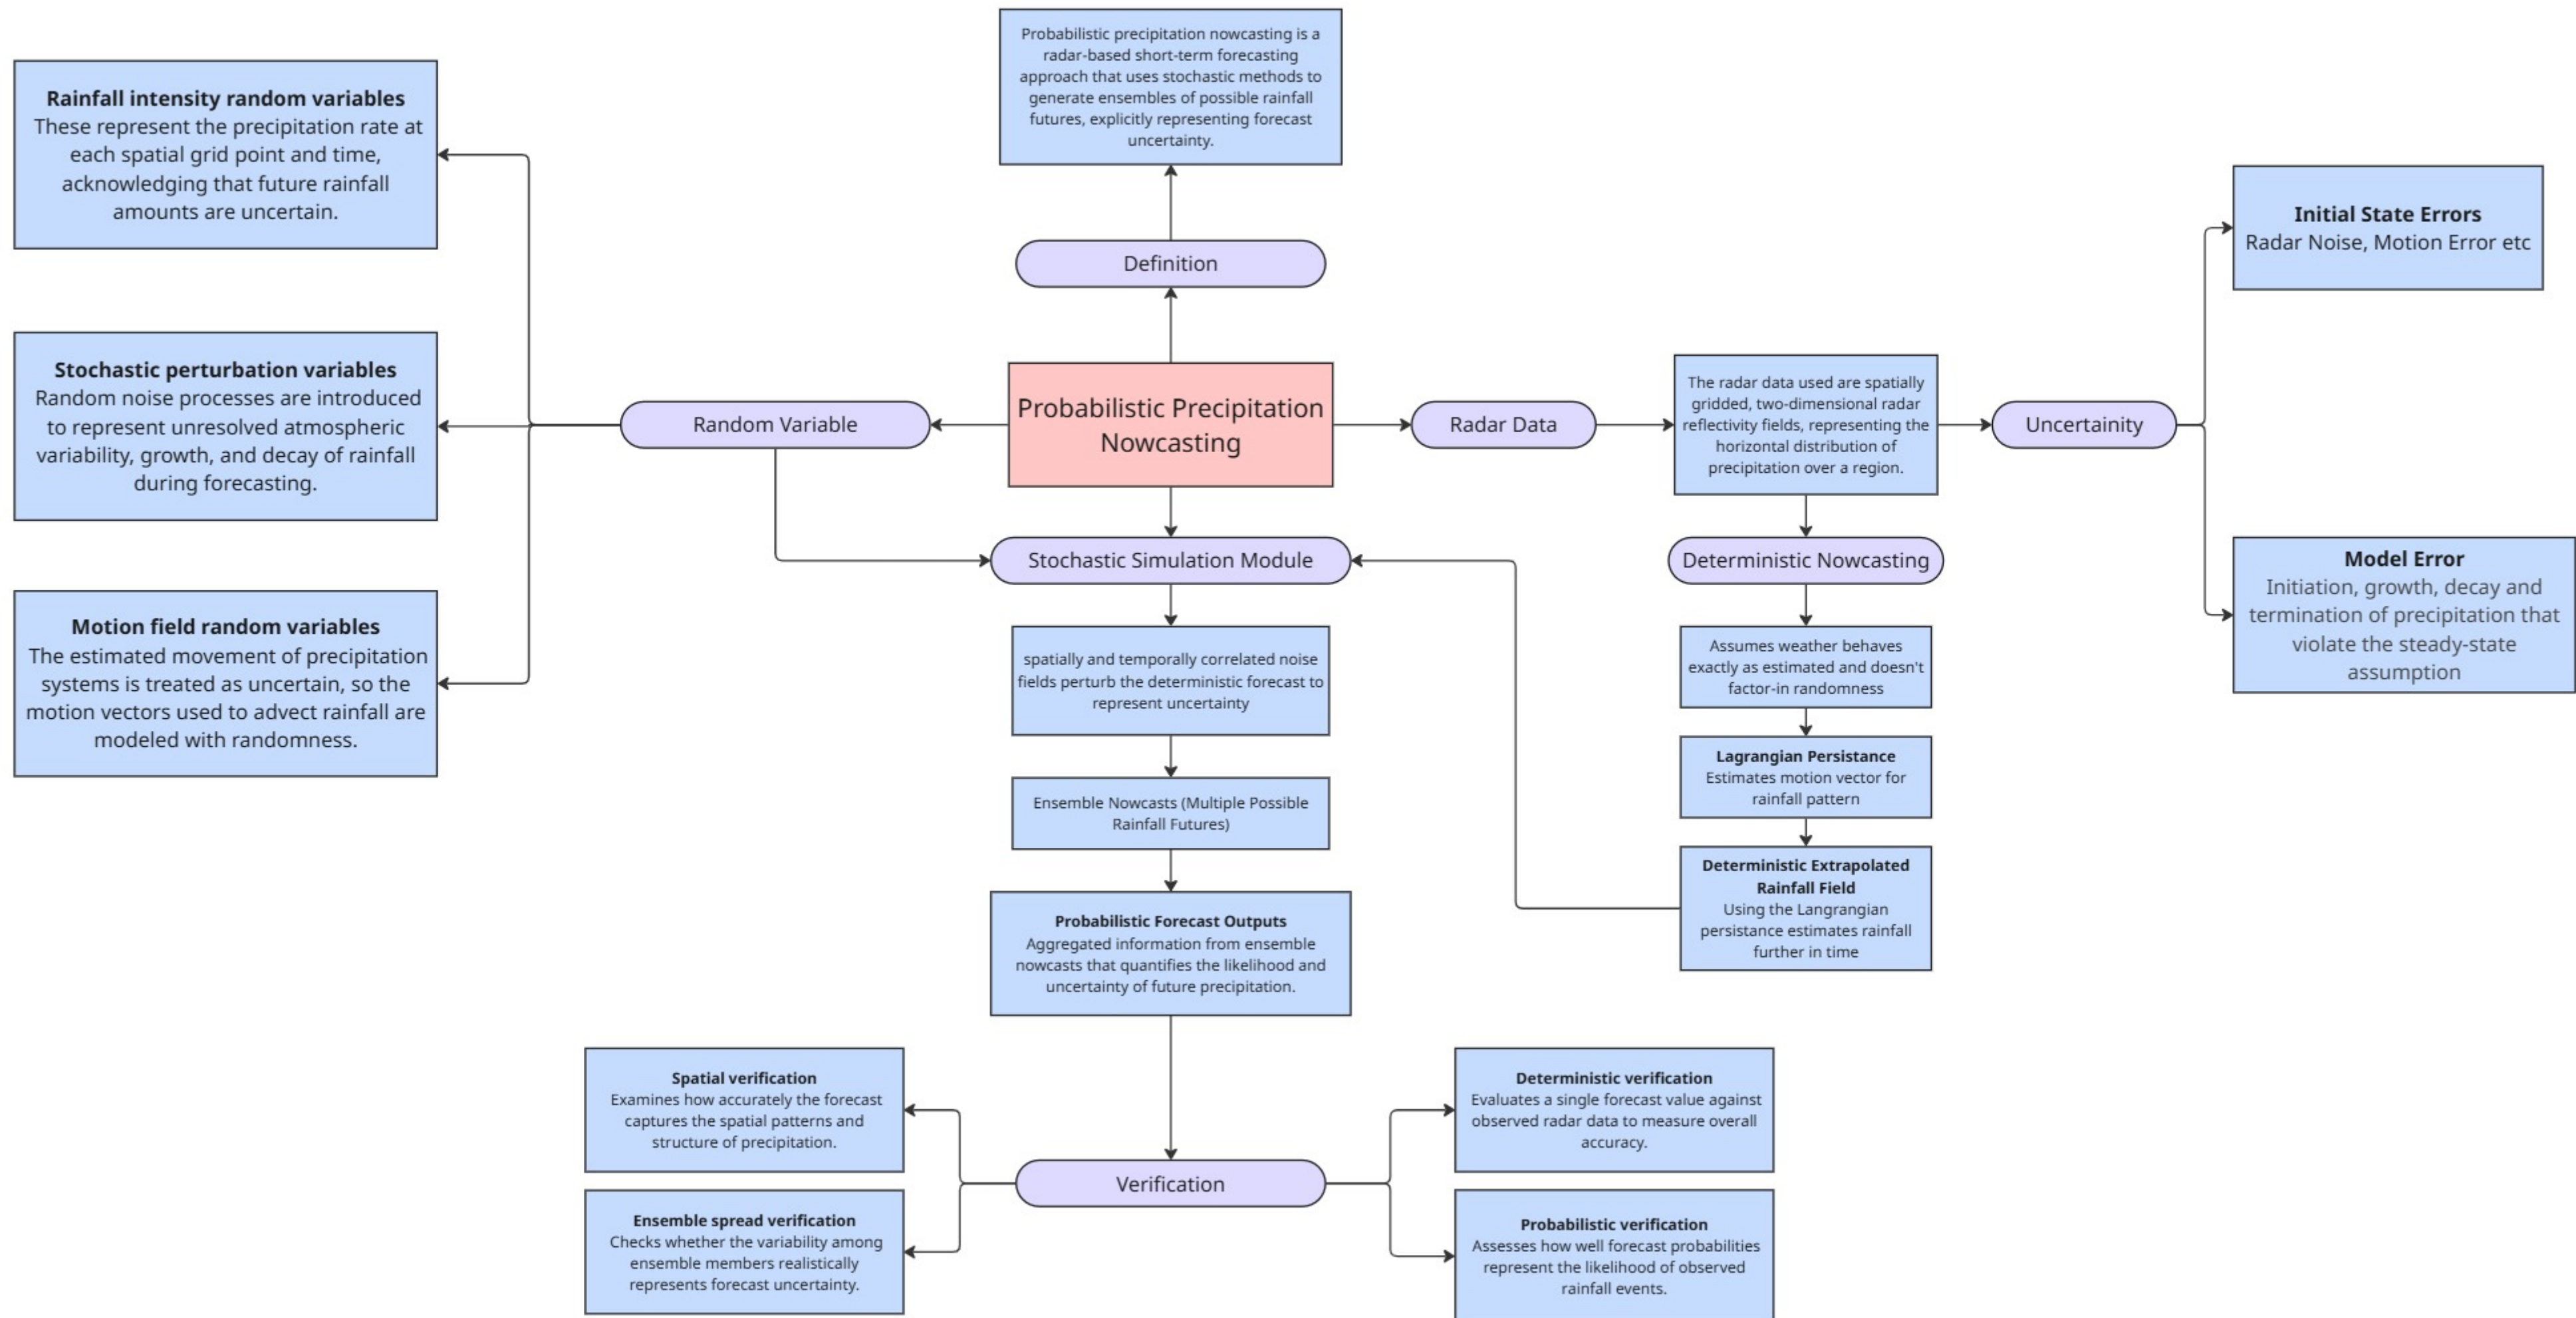 Probabilistic precipitation nowcasting is a
radar-based short-term forecasting
approach that uses stochastic methods to
generate ensembles of possible rainfall
futures, explicitly representing forecast
uncertainty.
Definition
Probabilistic Precipitation
Nowcasting
Random Variable
Rainfall intensity random variables
These represent the precipitation rate at
each spatial grid point and time,
acknowledging that future rainfall
amounts are uncertain.
Stochastic perturbation variables
Random noise processes are introduced
to represent unresolved atmospheric
variability, growth, and decay of rainfall
during forecasting.
Motion field random variables
The estimated movement of precipitation
systems is treated as uncertain, so the
motion vectors used to advect rainfall are
modeled with randomness.
Radar Data
The radar data used are spatially
gridded, two-dimensional radar
reflectivity fields, representing the
horizontal distribution of
precipitation over a region.
Uncertainity
Initial State Errors
Radar Noise, Motion Error etc
Model Error
Initiation, growth, decay and
termination of precipitation that
violate the steady-state
assumption
Deterministic Nowcasting
Assumes weather behaves
exactly as estimated and doesn't
factor-in randomness
Lagrangian Persistance
Estimates motion vector for
rainfall pattern
Deterministic Extrapolated
Rainfall Field
Using the Langrangian
persistance estimates rainfall
further in time
Stochastic Simulation Module
spatially and temporally correlated noise
fields perturb the deterministic forecast to
represent uncertainty
Ensemble Nowcasts (Multiple Possible
Rainfall Futures)
Probabilistic Forecast Outputs
Aggregated information from ensemble
nowcasts that quantifies the likelihood and
uncertainty of future precipitation.
Verification
Spatial verification
Examines how accurately the forecast
captures the spatial patterns and
structure of precipitation.
Ensemble spread verification
Checks whether the variability among
ensemble members realistically
represents forecast uncertainty.
Deterministic verification
Evaluates a single forecast value against
observed radar data to measure overall
accuracy.
Probabilistic verification
Assesses how well forecast probabilities
represent the likelihood of observed
rainfall events.